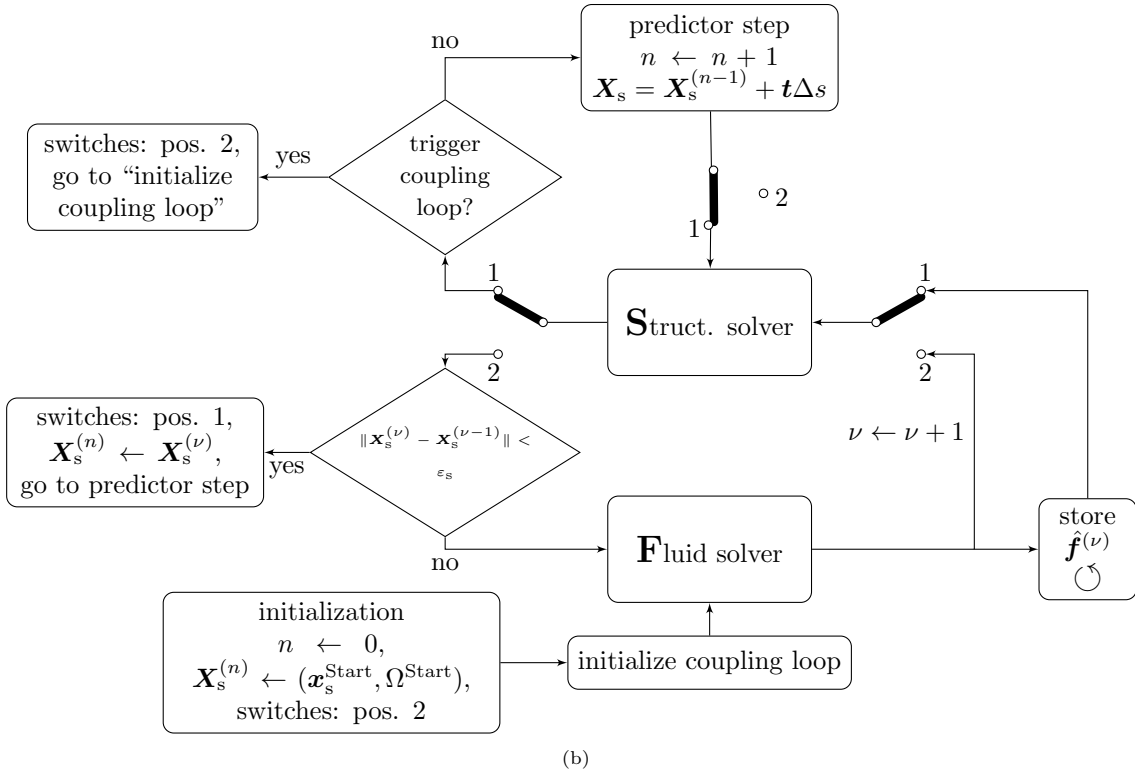 no
predictor step
n ← n + 1
X_s = X_s^{(n−1)} + tΔs
switches: pos. 2,
go to “initialize
coupling loop”
yes
trigger
coupling
loop?
2
1
1
1
Struct. solver
2
2
switches: pos. 1,
X_s^{(n)} ← X_s^{(ν)},
go to predictor step
yes
‖X_s^{(ν)} − X_s^{(ν−1)}‖ <
ε_s
ν ← ν + 1
no
Fluid solver
store
f̂^{(ν)}
initialization
n ← 0,
X_s^{(n)} ← (x_s^{Start}, Ω^{Start}),
switches: pos. 2
initialize coupling loop
(b)